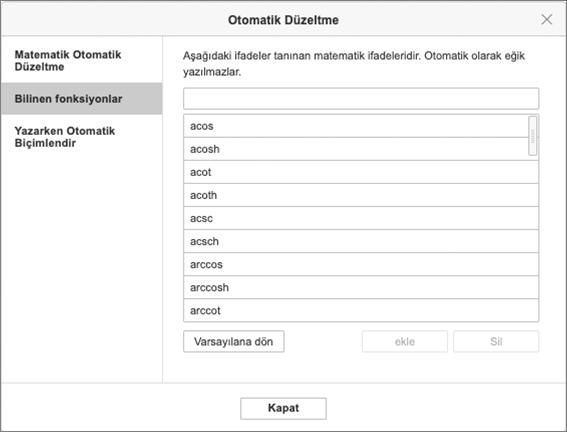 Otomatik Düzeltme
Matematik Otomatik
Düzeltme
Bilinen fonksiyonlar
Yazarken Otomatik
Biçimlendir
Aşağıdaki ifadeler tanınan matematik ifadeleridir. Otomatik olarak eğik
yazılmazlar.
acos
acosh
acot
acoth
acsc
acsch
arccos
arccosh
arccot
Varsayılana dön
ekle
Sil
Kapat